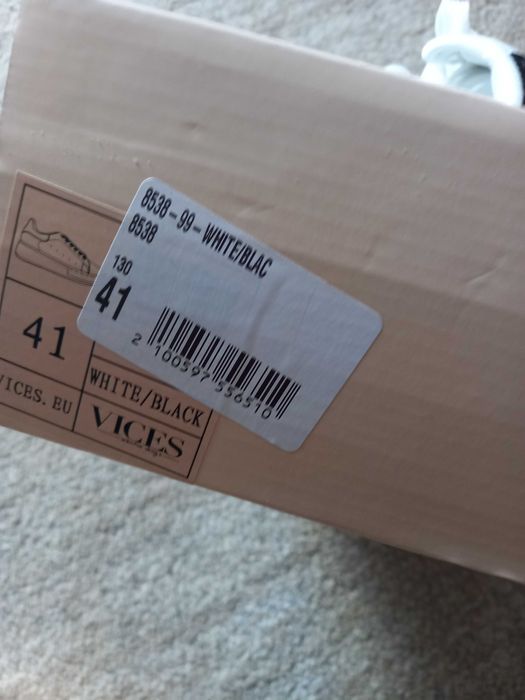 8538-99-WHITE/BLAC
8538
130
41
2 100597 556510
41
WHITE/BLACK
VICES.EU
VICES